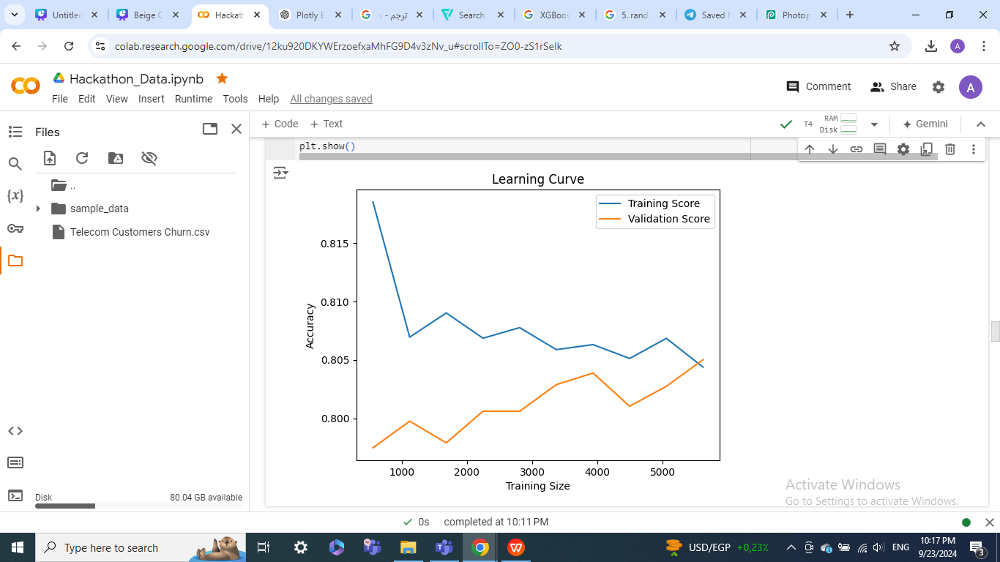 Untitled
Beige C
Hackath
Plotly E
ترجم - n
Search
XGBoos
5. rand
Saved M
Photop
colab.research.google.com/drive/12ku920DKYWErzoefxaMhFG9D4v3zNv_u#scrollTo=ZO0-zS1rSelk
A
Hackathon_Data.ipynb
File Edit View Insert Runtime Tools Help All changes saved
Comment Share A
Files
+ Code + Text
T4 RAM Disk Gemini
{x}
..
sample_data
Telecom Customers Churn.csv
Disk 80.04 GB available
plt.show()
Learning Curve
Training Score
Validation Score
Accuracy
0.815
0.810
0.805
0.800
1000 2000 3000 4000 5000
Training Size
Activate Windows
Go to Settings to activate Windows.
0s completed at 10:11 PM
Type here to search
USD/EGP +0,23%
ENG
10:17 PM
9/23/2024
3